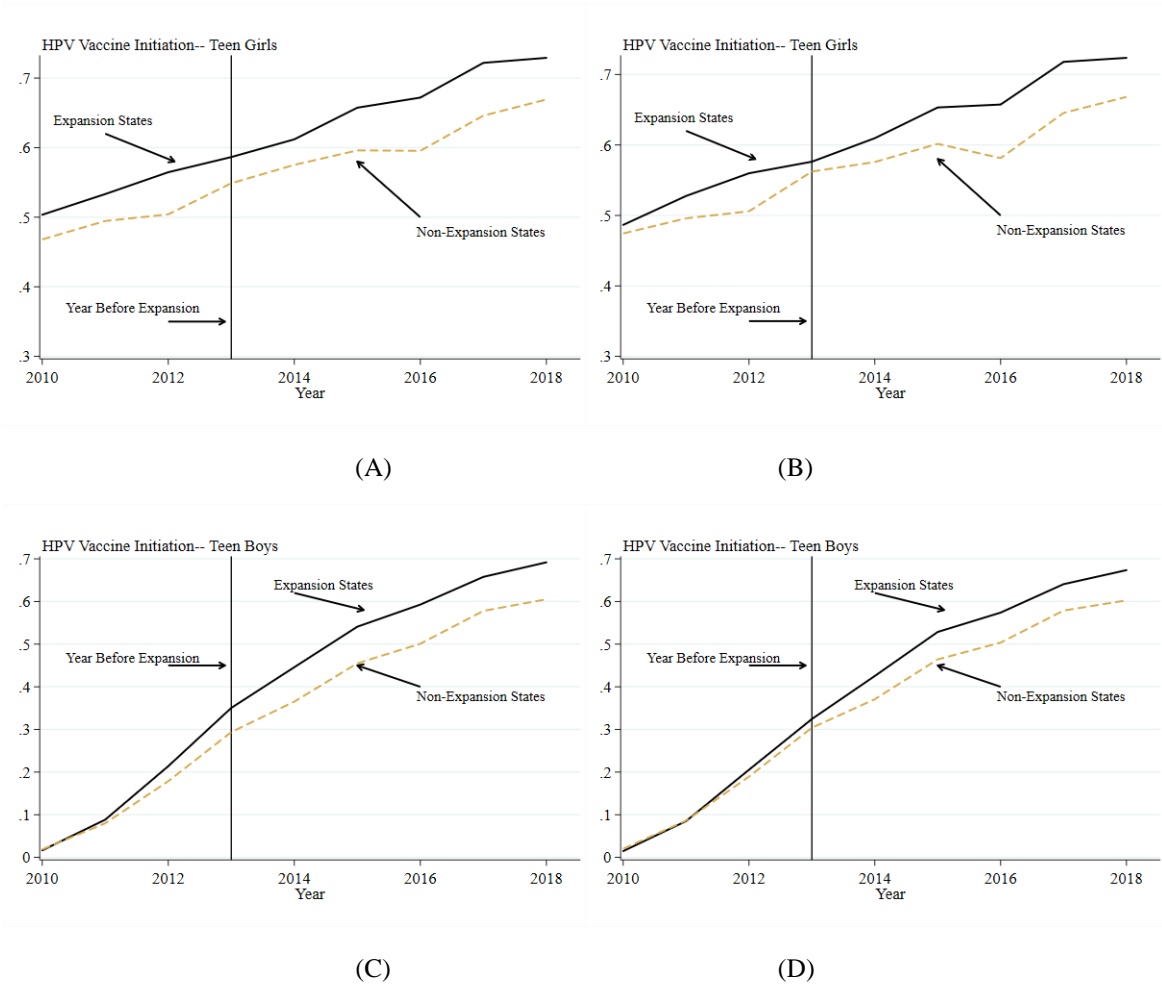 HPV Vaccine Initiation-- Teen Girls
.7
Expansion States
.6
.5
Non-Expansion States
.4
Year Before Expansion
.3
2010 2012 2014 2016 2018
Year
(A)
HPV Vaccine Initiation-- Teen Girls
.7
Expansion States
.6
.5
Non-Expansion States
.4
Year Before Expansion
.3
2010 2012 2014 2016 2018
Year
(B)
HPV Vaccine Initiation-- Teen Boys
.7
Expansion States
.6
.5
Year Before Expansion
.4
Non-Expansion States
.3
.2
.1
0
2010 2012 2014 2016 2018
Year
(C)
HPV Vaccine Initiation-- Teen Boys
.7
Expansion States
.6
.5
Year Before Expansion
.4
Non-Expansion States
.3
.2
.1
0
2010 2012 2014 2016 2018
Year
(D)